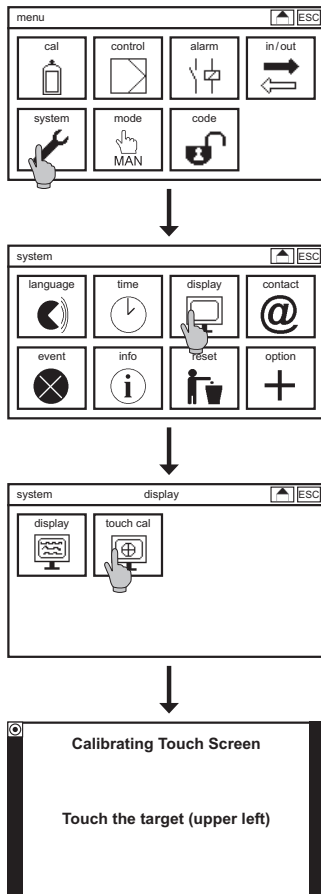 menu ESC
cal control alarm in/out
system mode code
MAN
system ESC
language time display contact
@
event info reset option
i
system display ESC
display touch cal
Calibrating Touch Screen
Touch the target (upper left)